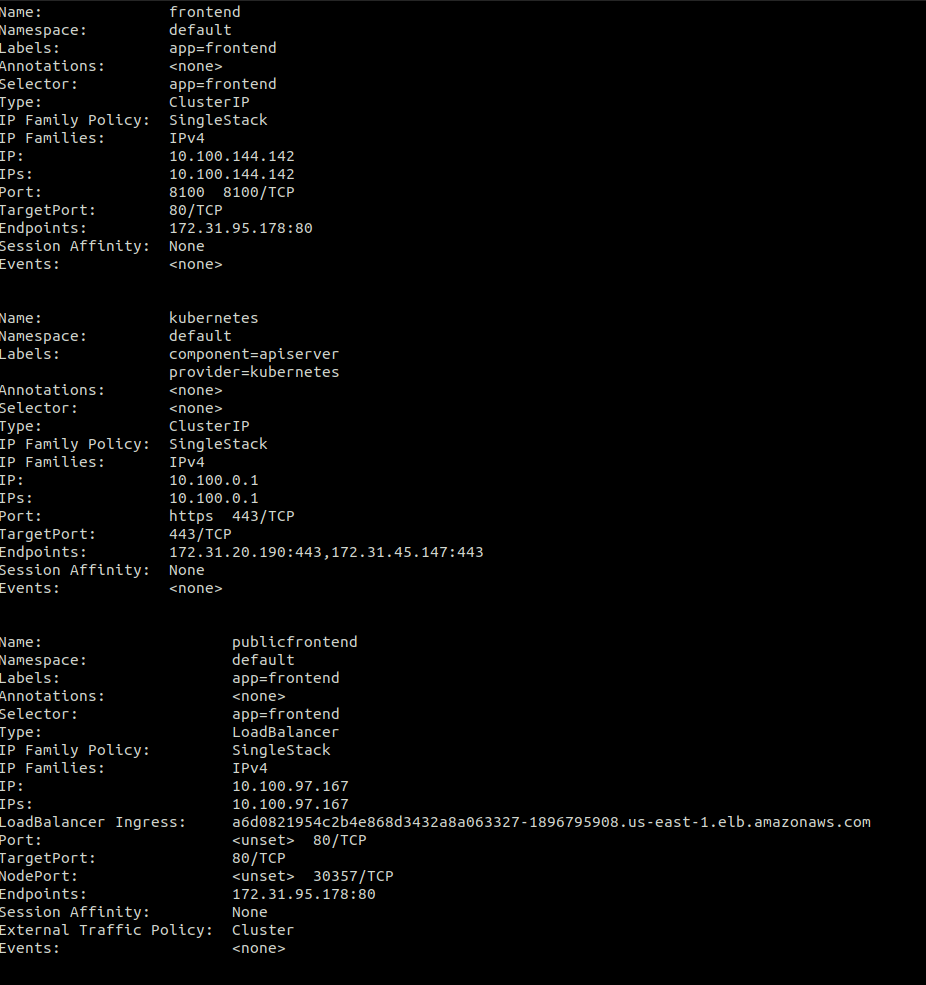 Name: frontend
Namespace: default
Labels: app=frontend
Annotations: <none>
Selector: app=frontend
Type: ClusterIP
IP Family Policy: SingleStack
IP Families: IPv4
IP: 10.100.144.142
IPs: 10.100.144.142
Port: 8100 8100/TCP
TargetPort: 80/TCP
Endpoints: 172.31.95.178:80
Session Affinity: None
Events: <none>
Name: kubernetes
Namespace: default
Labels: component=apiserver
provider=kubernetes
Annotations: <none>
Selector: <none>
Type: ClusterIP
IP Family Policy: SingleStack
IP Families: IPv4
IP: 10.100.0.1
IPs: 10.100.0.1
Port: https 443/TCP
TargetPort: 443/TCP
Endpoints: 172.31.20.190:443,172.31.45.147:443
Session Affinity: None
Events: <none>
Name: publicfrontend
Namespace: default
Labels: app=frontend
Annotations: <none>
Selector: app=frontend
Type: LoadBalancer
IP Family Policy: SingleStack
IP Families: IPv4
IP: 10.100.97.167
IPs: 10.100.97.167
LoadBalancer Ingress: a6d0821954c2b4e868d3432a8a063327-1896795908.us-east-1.elb.amazonaws.com
Port: <unset> 80/TCP
TargetPort: 80/TCP
NodePort: <unset> 30357/TCP
Endpoints: 172.31.95.178:80
Session Affinity: None
External Traffic Policy: Cluster
Events: <none>